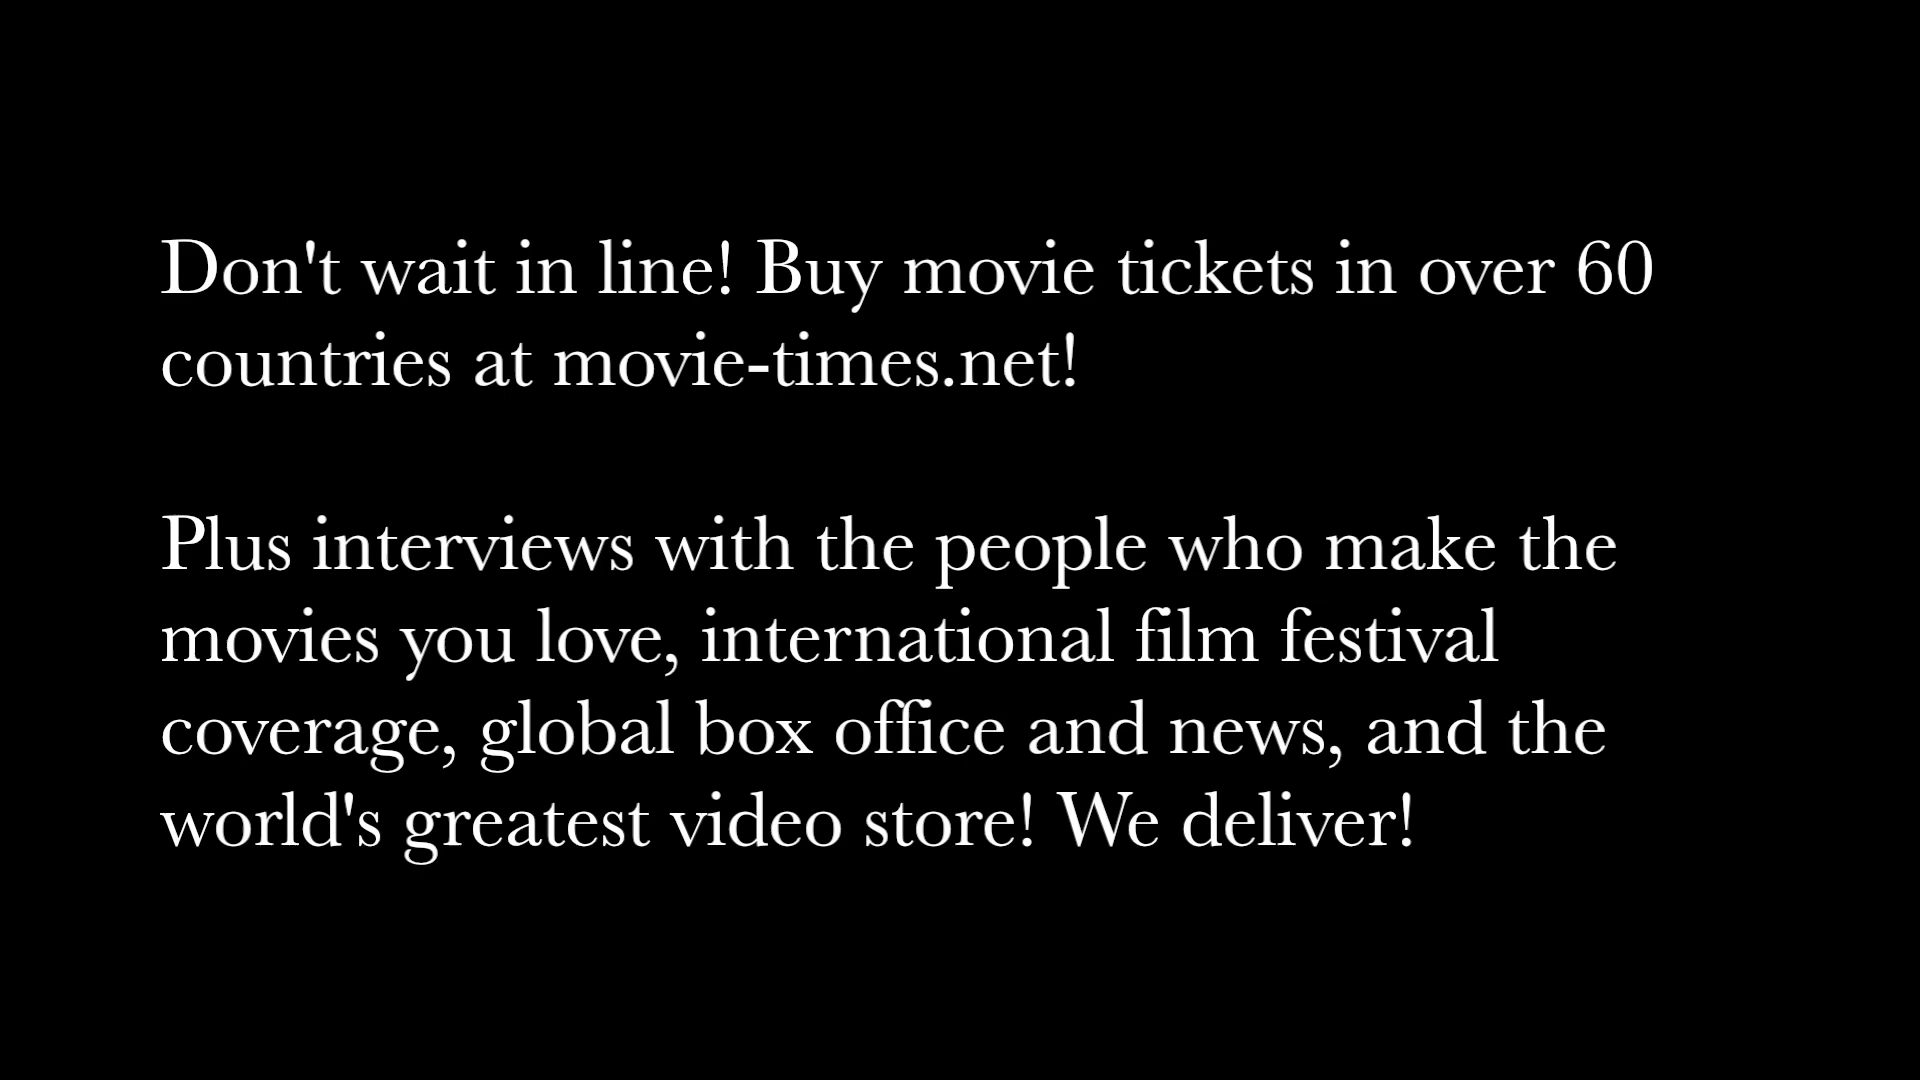 Don't wait in line! Buy movie tickets in over 60
countries at movie-times.net!
Plus interviews with the people who make the
movies you love, international film festival
coverage, global box office and news, and the
world's greatest video store! We deliver!